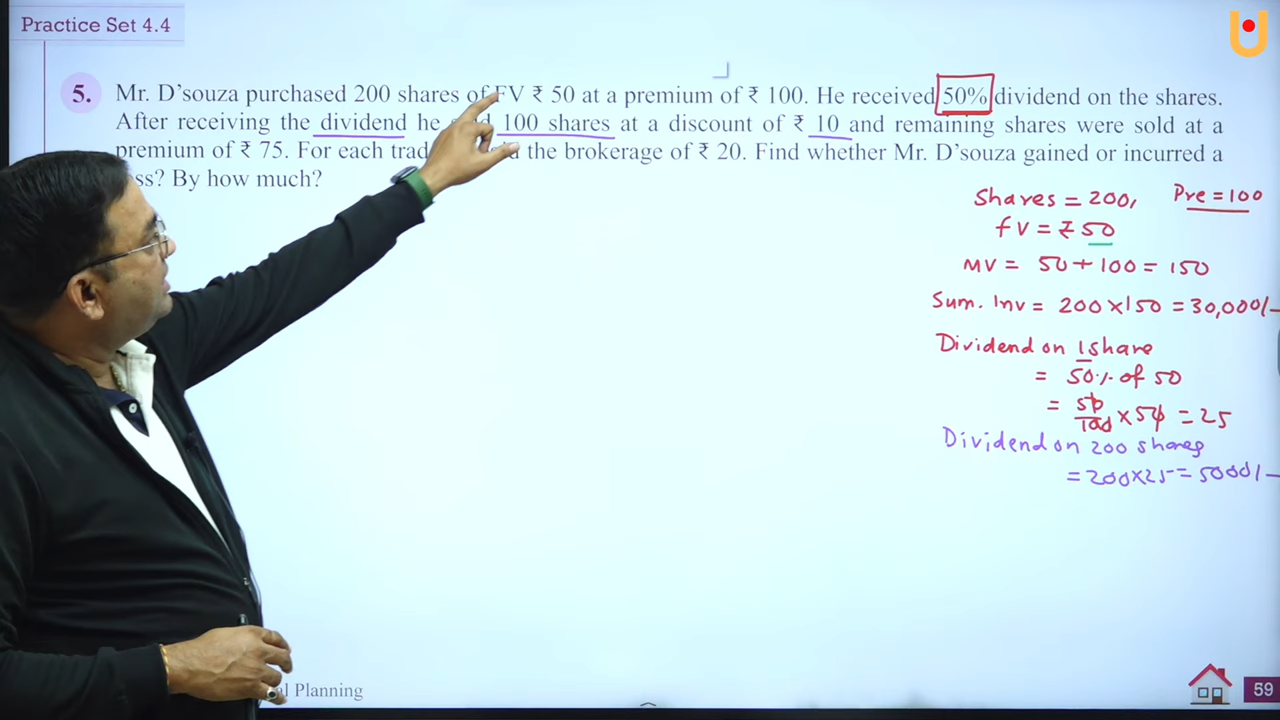 Practice Set 4.4
5. Mr. D'souza purchased 200 shares of FV ₹ 50 at a premium of ₹ 100. He received 50% dividend on the shares.
After receiving the dividend he 100 shares at a discount of ₹ 10 and remaining shares were sold at a
premium of ₹ 75. For each the brokerage of ₹ 20. Find whether Mr. D'souza gained or incurred a
By how much?
Shares = 200, Pre = 100
FV = ₹ 50
MV = 50 + 100 = 150
Sum. Inv = 200 × 150 = 30,000/-
Dividend on 1 share
= 50% of 50
= 50/100 × 50 = 25
Dividend on 200 shares
= 200×25 = 5000/-
Planning
59